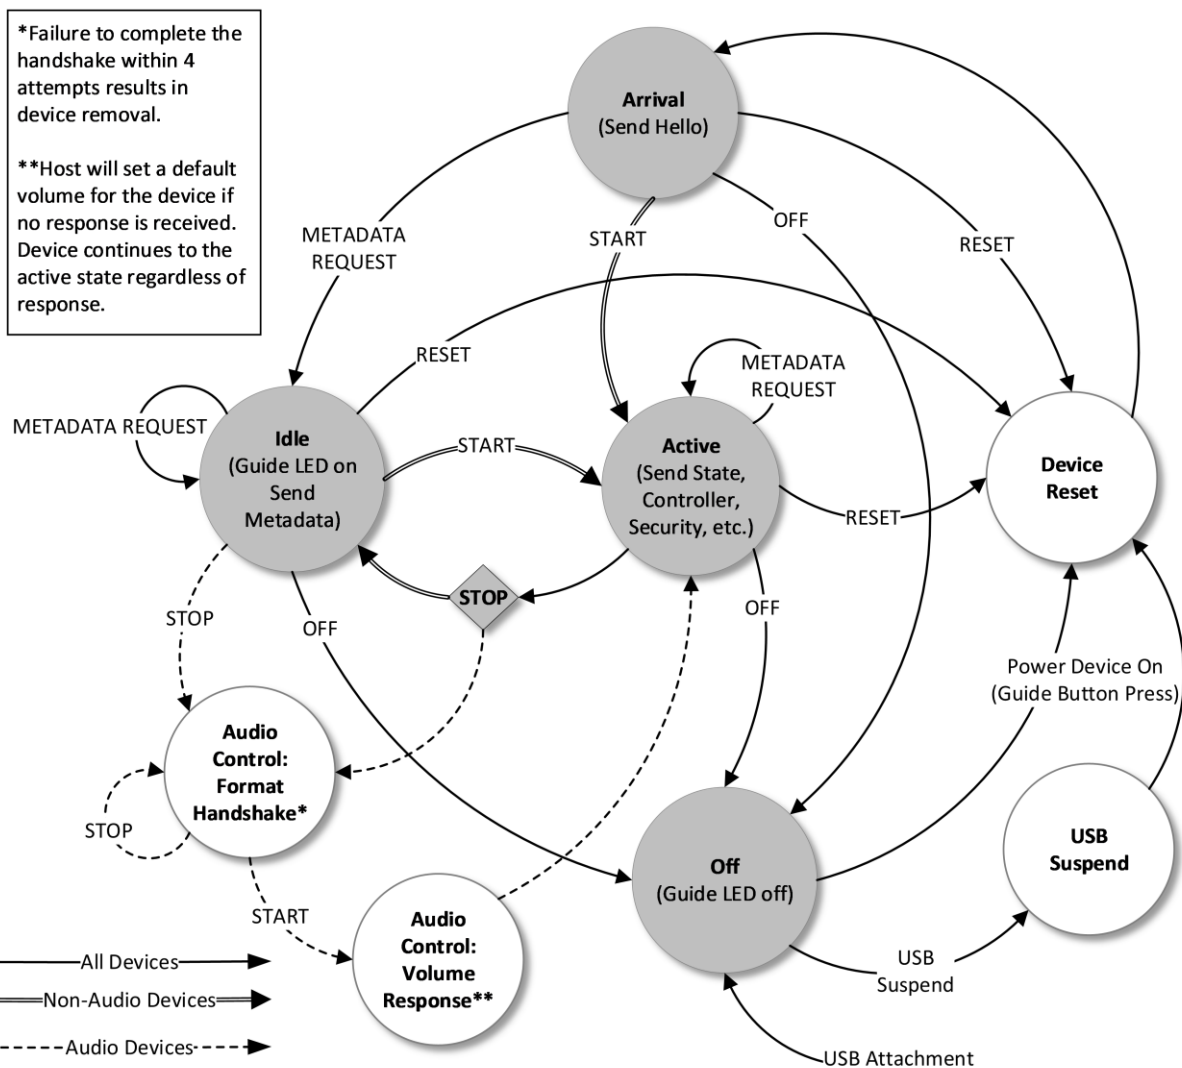 *Failure to complete the
handshake within 4
attempts results in
device removal.
**Host will set a default
volume for the device if
no response is received.
Device continues to the
active state regardless of
response.
Arrival
(Send Hello)
METADATA
REQUEST
START
OFF
RESET
RESET
METADATA REQUEST
Idle
(Guide LED on
Send
Metadata)
START
METADATA
REQUEST
Active
(Send State,
Controller,
Security, etc.)
RESET
Device
Reset
STOP
STOP
OFF
OFF
Power Device On
(Guide Button Press)
Audio
Control:
Format
Handshake*
STOP
START
Audio
Control:
Volume
Response**
Off
(Guide LED off)
USB
Suspend
USB
Suspend
USB Attachment
All Devices
Non-Audio Devices
Audio Devices